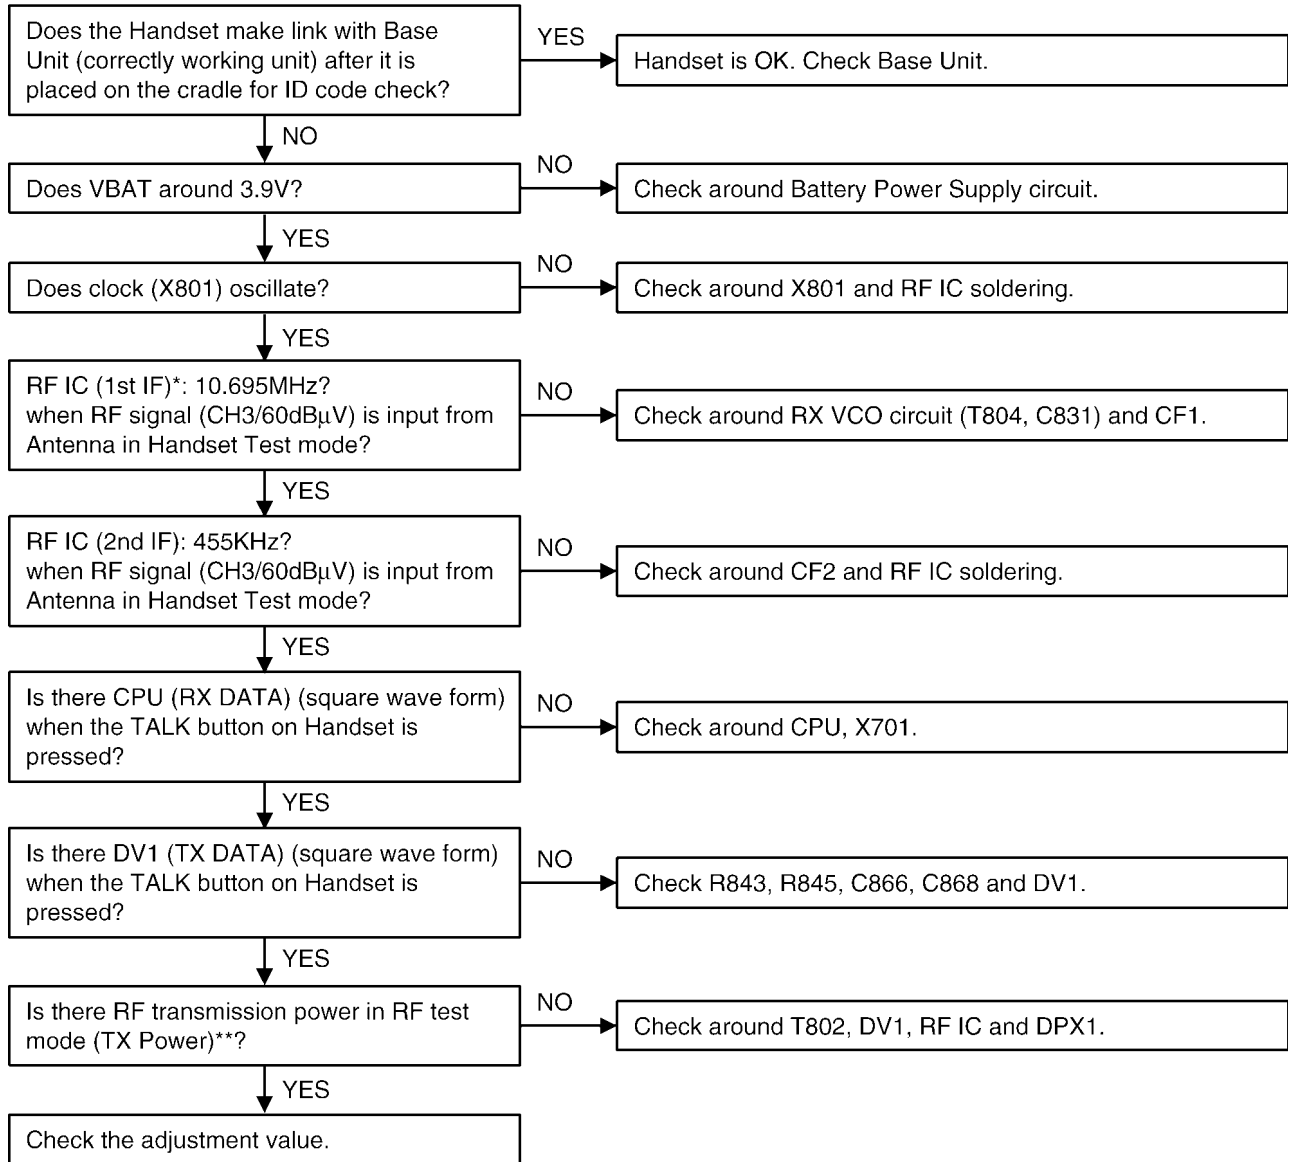 Does the Handset make link with Base
Unit (correctly working unit) after it is
placed on the cradle for ID code check?
YES
Handset is OK. Check Base Unit.
NO
Does VBAT around 3.9V?
NO
Check around Battery Power Supply circuit.
YES
Does clock (X801) oscillate?
NO
Check around X801 and RF IC soldering.
YES
RF IC (1st IF)*: 10.695MHz?
when RF signal (CH3/60dBμV) is input from
Antenna in Handset Test mode?
NO
Check around RX VCO circuit (T804, C831) and CF1.
YES
RF IC (2nd IF): 455KHz?
when RF signal (CH3/60dBμV) is input from
Antenna in Handset Test mode?
NO
Check around CF2 and RF IC soldering.
YES
Is there CPU (RX DATA) (square wave form)
when the TALK button on Handset is
pressed?
NO
Check around CPU, X701.
YES
Is there DV1 (TX DATA) (square wave form)
when the TALK button on Handset is
pressed?
NO
Check R843, R845, C866, C868 and DV1.
YES
Is there RF transmission power in RF test
mode (TX Power)**?
NO
Check around T802, DV1, RF IC and DPX1.
YES
Check the adjustment value.